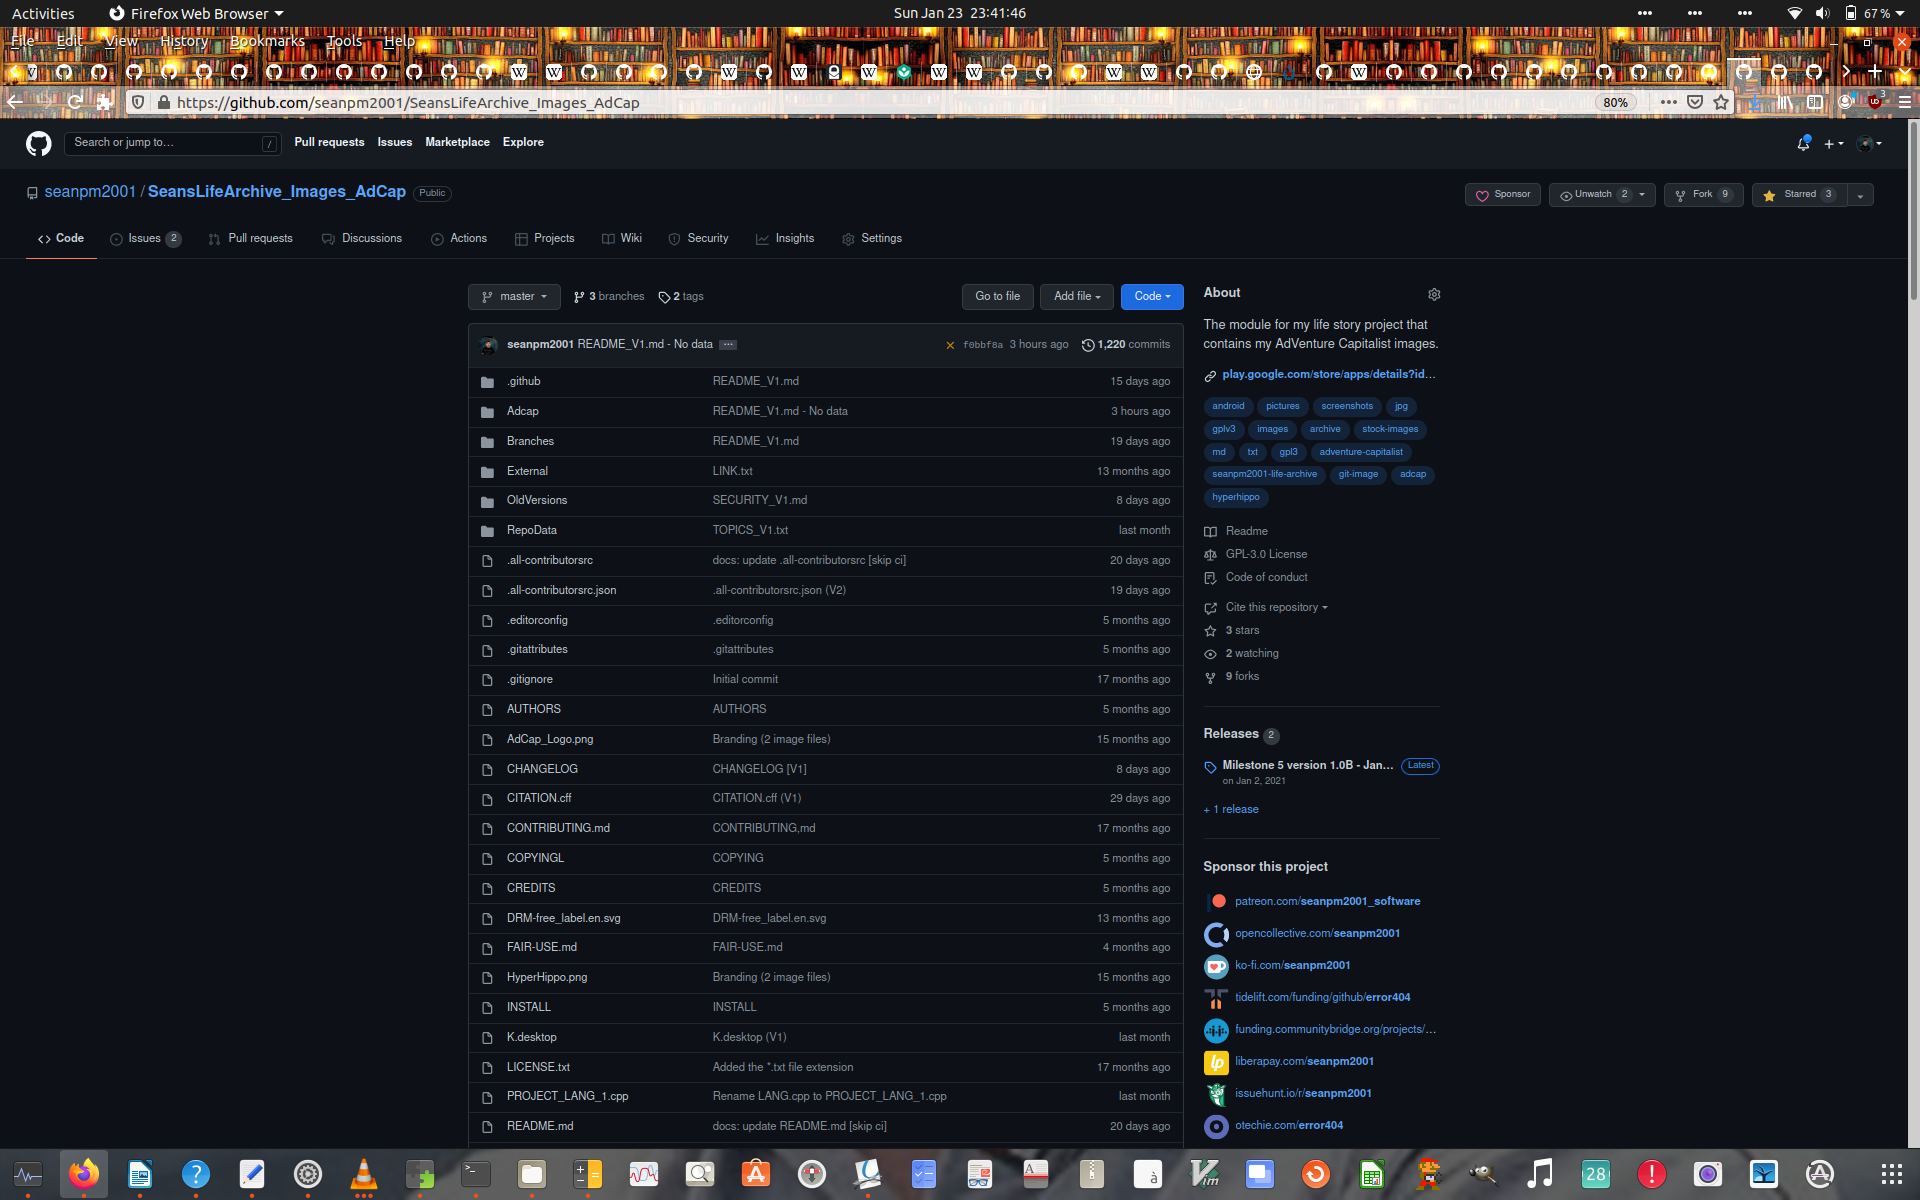 Activities Firefox Web Browser Sun Jan 23 23:41:46 67 %
File Edit View History Bookmarks Tools Help
https://github.com/seanpm2001/SeansLifeArchive_Images_AdCap 80% 3
Search or jump to… / Pull requests Issues Marketplace Explore
seanpm2001 / SeansLifeArchive_Images_AdCap Public Sponsor Unwatch 2 Fork 9 Starred 3
Code Issues 2 Pull requests Discussions Actions Projects Wiki Security Insights Settings
master 3 branches 2 tags Go to file Add file Code
seanpm2001 README_V1.md - No data ... f0bbf8a 3 hours ago 1,220 commits
.github README_V1.md 15 days ago
Adcap README_V1.md - No data 3 hours ago
Branches README_V1.md 19 days ago
External LINK.txt 13 months ago
OldVersions SECURITY_V1.md 8 days ago
RepoData TOPICS_V1.txt last month
.all-contributorsrc docs: update .all-contributorsrc [skip ci] 20 days ago
.all-contributorsrc.json .all-contributorsrc.json (V2) 19 days ago
.editorconfig .editorconfig 5 months ago
.gitattributes .gitattributes 5 months ago
.gitignore Initial commit 17 months ago
AUTHORS AUTHORS 5 months ago
AdCap_Logo.png Branding (2 image files) 15 months ago
CHANGELOG CHANGELOG [V1] 8 days ago
CITATION.cff CITATION.cff (V1) 29 days ago
CONTRIBUTING.md CONTRIBUTING,md 17 months ago
COPYINGL COPYING 5 months ago
CREDITS CREDITS 5 months ago
DRM-free_label.en.svg DRM-free_label.en.svg 13 months ago
FAIR-USE.md FAIR-USE.md 4 months ago
HyperHippo.png Branding (2 image files) 15 months ago
INSTALL INSTALL 5 months ago
K.desktop K.desktop (V1) last month
LICENSE.txt Added the *.txt file extension 17 months ago
PROJECT_LANG_1.cpp Rename LANG.cpp to PROJECT_LANG_1.cpp last month
README.md docs: update README.md [skip ci] 20 days ago
About
The module for my life story project that
contains my AdVenture Capitalist images.
play.google.com/store/apps/details?id…
android pictures screenshots jpg
gplv3 images archive stock-images
md txt gpl3 adventure-capitalist
seanpm2001-life-archive git-image adcap
hyperhippo
Readme
GPL-3.0 License
Code of conduct
Cite this repository
3 stars
2 watching
9 forks
Releases 2
Milestone 5 version 1.0B - Jan... Latest
on Jan 2, 2021
+ 1 release
Sponsor this project
patreon.com/seanpm2001_software
opencollective.com/seanpm2001
ko-fi.com/seanpm2001
tidelift.com/funding/github/error404
funding.communitybridge.org/projects/…
liberapay.com/seanpm2001
issuehunt.io/r/seanpm2001
otechie.com/error404
28